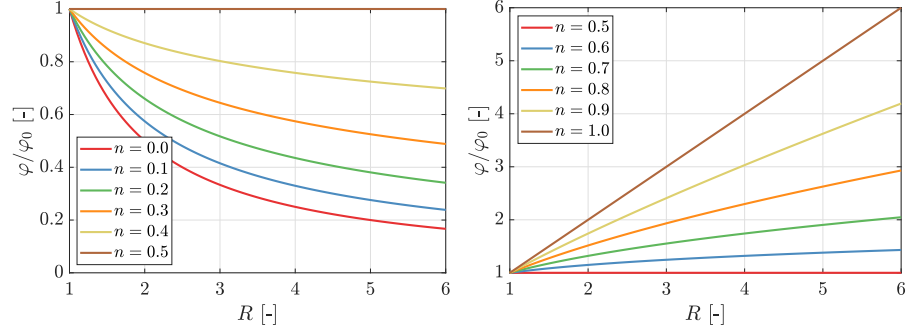 1
0.8
0.6
0.4
0.2
0
φ/φ₀ [-]
n = 0.0
n = 0.1
n = 0.2
n = 0.3
n = 0.4
n = 0.5
1 2 3 4 5 6
R [-]
6
5
4
3
2
1
φ/φ₀ [-]
n = 0.5
n = 0.6
n = 0.7
n = 0.8
n = 0.9
n = 1.0
1 2 3 4 5 6
R [-]